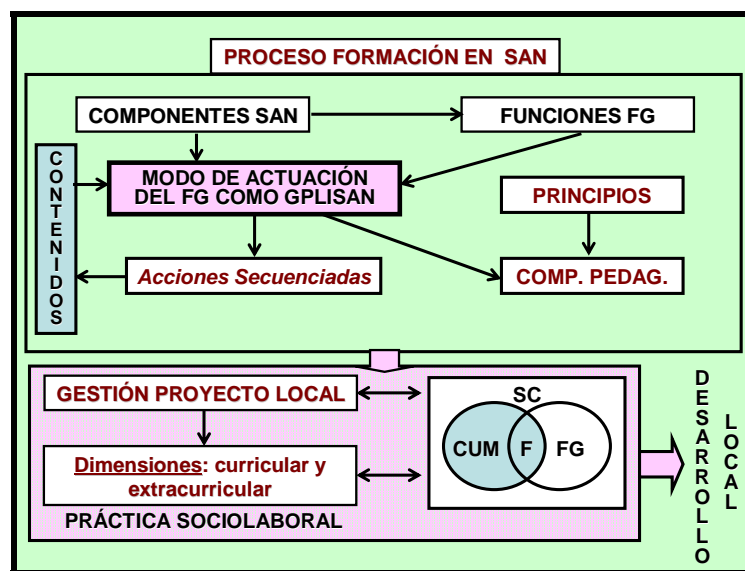 PROCESO FORMACIÓN EN SAN
COMPONENTES SAN
FUNCIONES FG
CONTENIDOS
MODO DE ACTUACIÓN
DEL FG COMO GPLISAN
PRINCIPIOS
Acciones Secuenciadas
COMP. PEDAG.
GESTIÓN PROYECTO LOCAL
SC
CUM
F
FG
Dimensiones: curricular y
extracurricular
PRÁCTICA SOCIOLABORAL
DESARROLLO
LOCAL